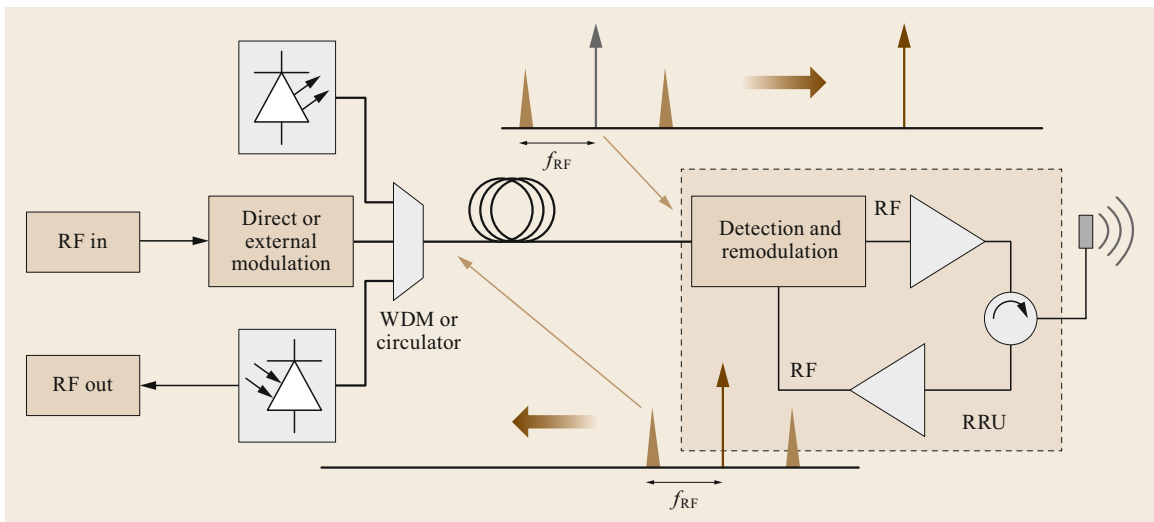 f_RF
RF in
Direct or
external
modulation
WDM or
circulator
Detection and
remodulation
RF
RF out
RF
RRU
f_RF